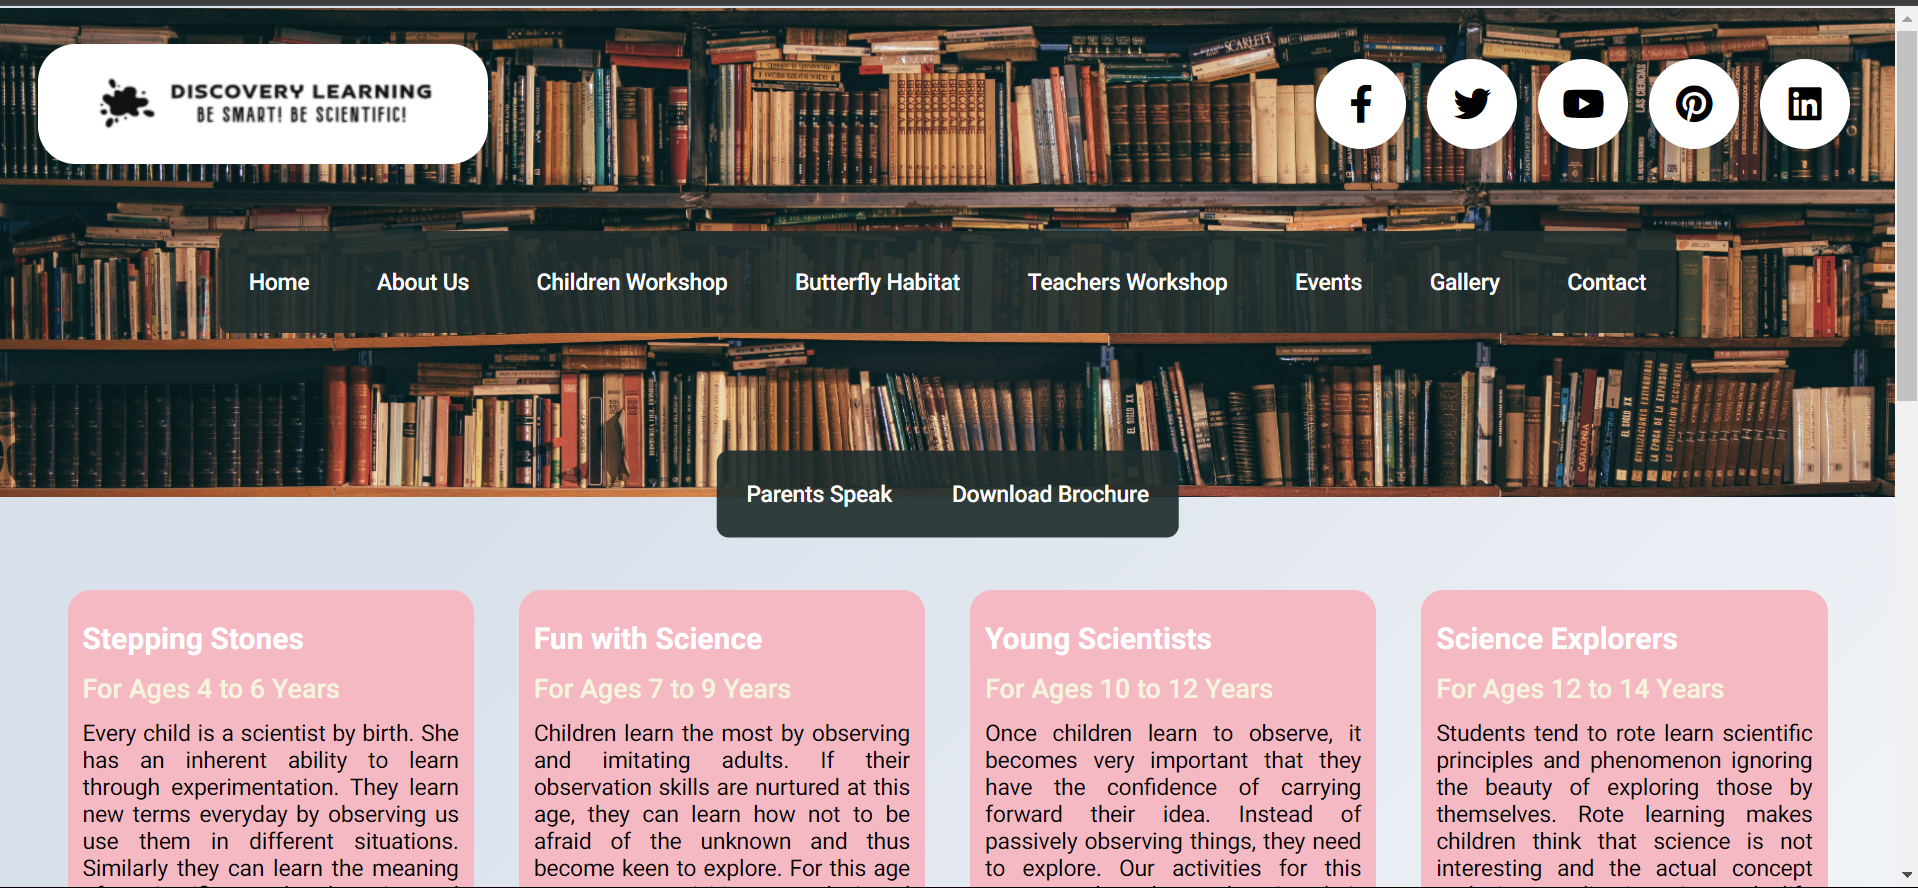 DISCOVERY LEARNING
BE SMART! BE SCIENTIFIC!
SCARLETT
Home
About Us
Children Workshop
Butterfly Habitat
Teachers Workshop
Events
Gallery
Contact
EL SIGLO XX
EL SIGLO XX
CATALONIA
Parents Speak
Download Brochure
Stepping Stones
For Ages 4 to 6 Years
Every child is a scientist by birth. She
has an inherent ability to learn
through experimentation. They learn
new terms everyday by observing us
use them in different situations.
Similarly they can learn the meaning
Fun with Science
For Ages 7 to 9 Years
Children learn the most by observing
and imitating adults. If their
observation skills are nurtured at this
age, they can learn how not to be
afraid of the unknown and thus
become keen to explore. For this age
Young Scientists
For Ages 10 to 12 Years
Once children learn to observe, it
becomes very important that they
have the confidence of carrying
forward their idea. Instead of
passively observing things, they need
to explore. Our activities for this
Science Explorers
For Ages 12 to 14 Years
Students tend to rote learn scientific
principles and phenomenon ignoring
the beauty of exploring those by
themselves. Rote learning makes
children think that science is not
interesting and the actual concept